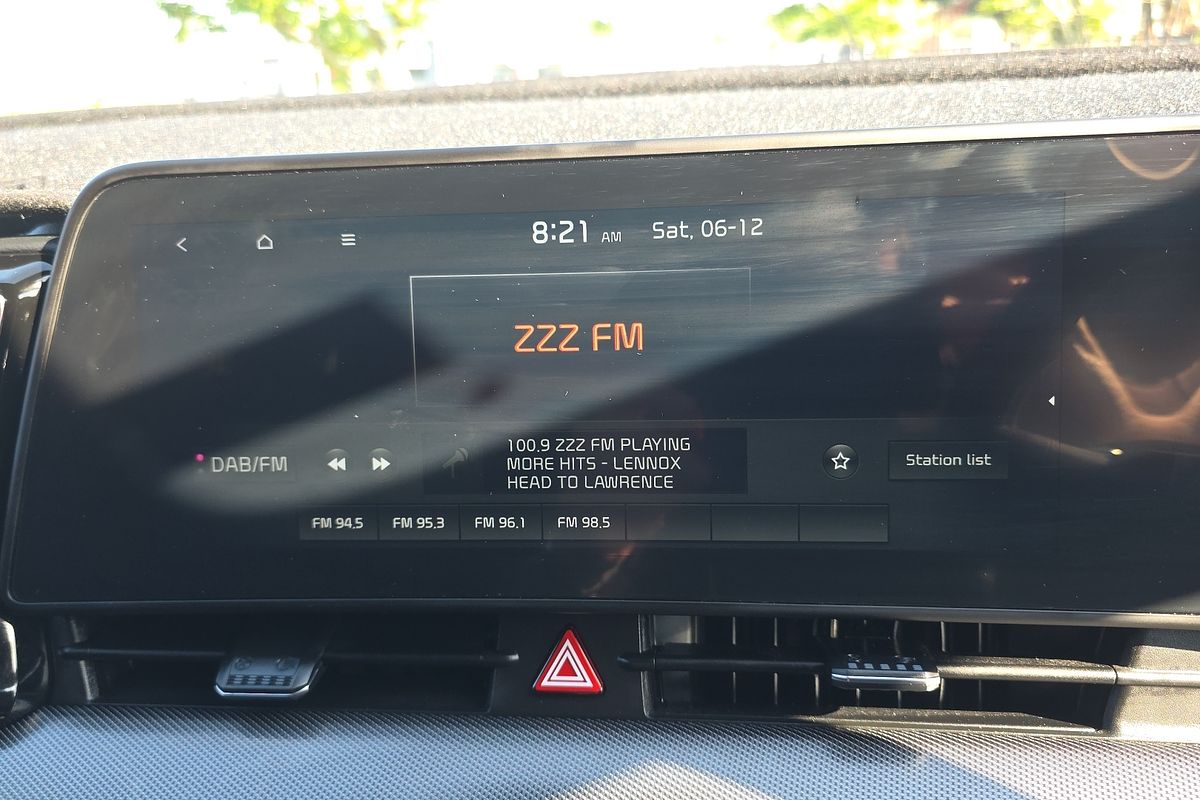 8:21 AM Sat, 06-12
ZZZ FM
DAB/FM
100.9 ZZZ FM PLAYING
MORE HITS - LENNOX
HEAD TO LAWRENCE
Station list
FM 94.5 FM 95.3 FM 96.1 FM 98.5